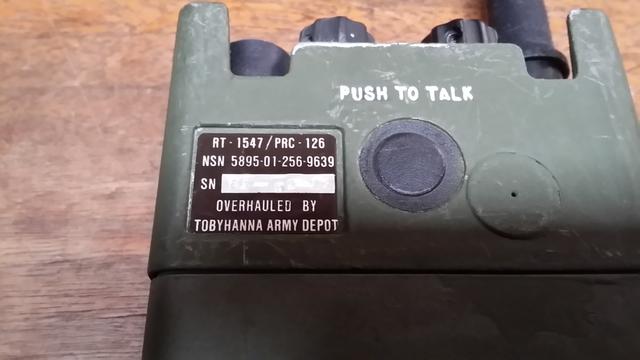 PUSH TO TALK
RT - 1547 / PRC - 126
NSN 5895-01-256-9639
SN
OVERHAULED BY
TOBYHANNA ARMY DEPOT